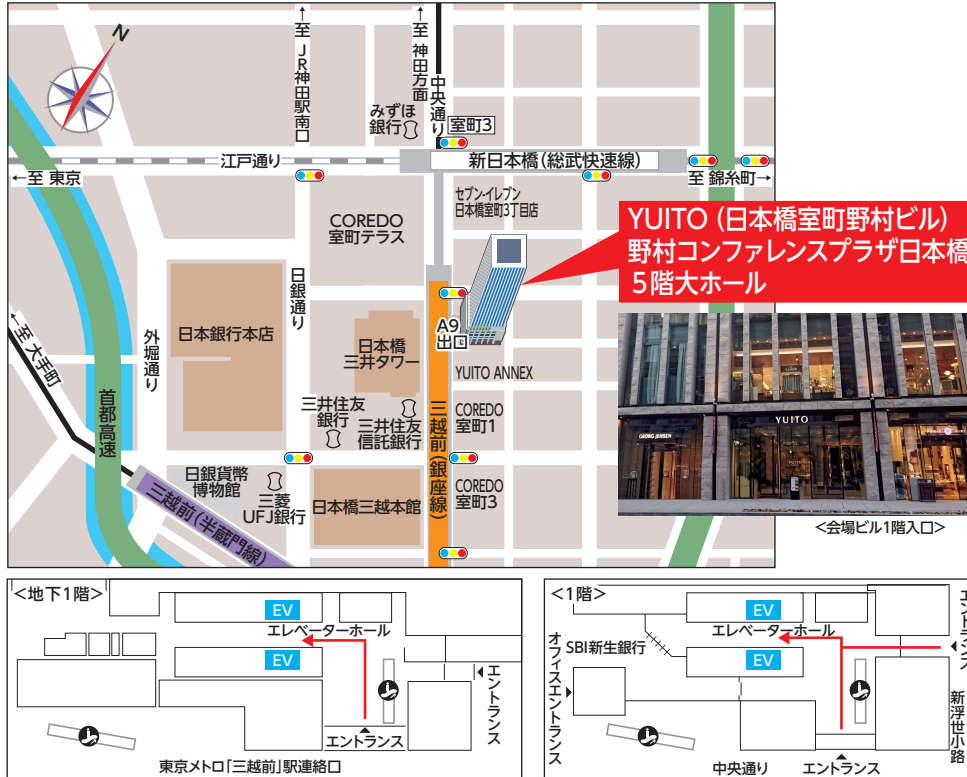 N
←至 JR神田駅南口
←至 神田方面
中央通り
みずほ
銀行
室町3
江戸通り
新日本橋(総武快速線)
←至 東京
至 錦糸町→
セブン-イレブン
日本橋室町3丁目店
COREDO
室町テラス
YUITO(日本橋室町野村ビル)
野村コンファレンスプラザ日本橋
5階大ホール
日銀通り
外堀通り
日本銀行本店
日本橋
三井タワー
A9
出口
YUITO ANNEX
←至 大手町
首都高速
三井住友
銀行
三井住友
信託銀行
三越前(銀座線)
COREDO
室町1
日銀貨幣
博物館
三菱
UFJ銀行
日本橋三越本館
COREDO
室町3
三越前(半蔵門線)
GEORG JENSEN
YUITO
<会場ビル1階入口>
<地下1階>
EV
エレベーターホール
EV
エントランス
エントランス
東京メトロ「三越前」駅連絡口
<1階>
EV
エレベーターホール
SBI新生銀行
EV
オフィスエントランス
エントランス
新浮世小路
中央通り
エントランス